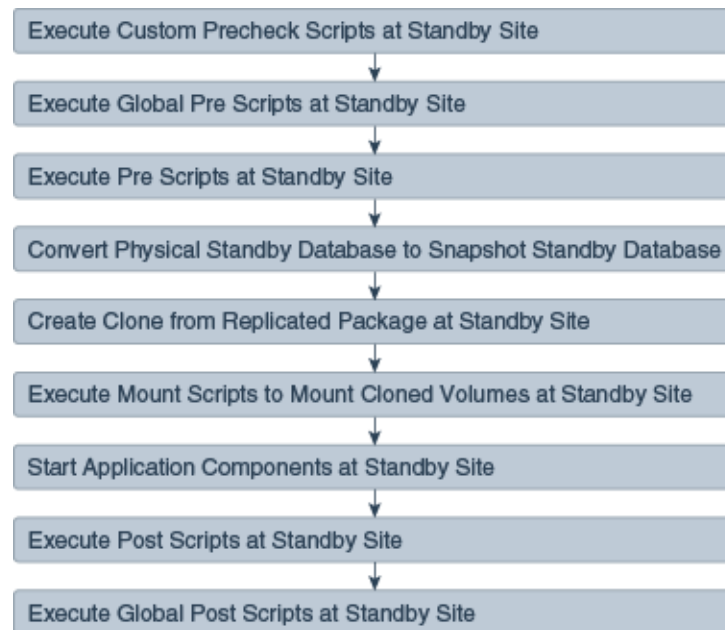 Execute Custom Precheck Scripts at Standby Site
Execute Global Pre Scripts at Standby Site
Execute Pre Scripts at Standby Site
Convert Physical Standby Database to Snapshot Standby Database
Create Clone from Replicated Package at Standby Site
Execute Mount Scripts to Mount Cloned Volumes at Standby Site
Start Application Components at Standby Site
Execute Post Scripts at Standby Site
Execute Global Post Scripts at Standby Site